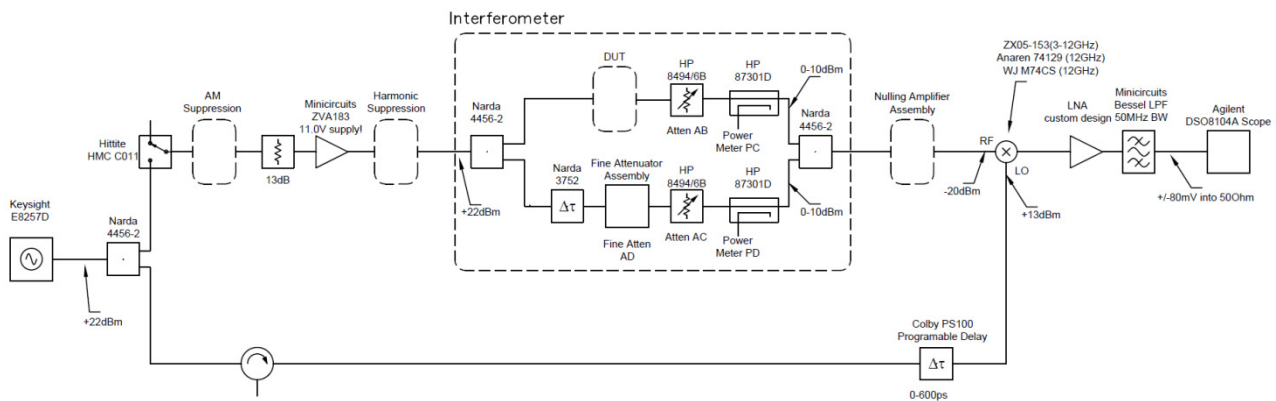 Interferometer
Keysight
E8257D
+22dBm
Narda
4456-2
Hittite
HMC C011
AM
Suppression
13dB
Minicircuits
ZVA183
11.0V supplyl
Harmonic
Suppression
+22dBm
Narda
4456-2
DUT
HP
8494/6B
Atten AB
HP
87301D
Power
Meter PC
0-10dBm
Narda
3752
Δτ
Fine Attenuator
Assembly
Fine Atten
AD
HP
8494/6B
Atten AC
HP
87301D
Power
Meter PD
0-10dBm
Narda
4456-2
Nulling Amplifier
Assembly
-20dBm
RF
LO
+13dBm
ZX05-153(3-12GHz)
Anaren 74129 (12GHz)
WJ M74CS (12GHz)
LNA
custom design
Minicircuits
Bessel LPF
50MHz BW
+/-80mV into 50Ohm
Agilent
DSO8104A Scope
Colby PS100
Programable Delay
Δτ
0-600ps